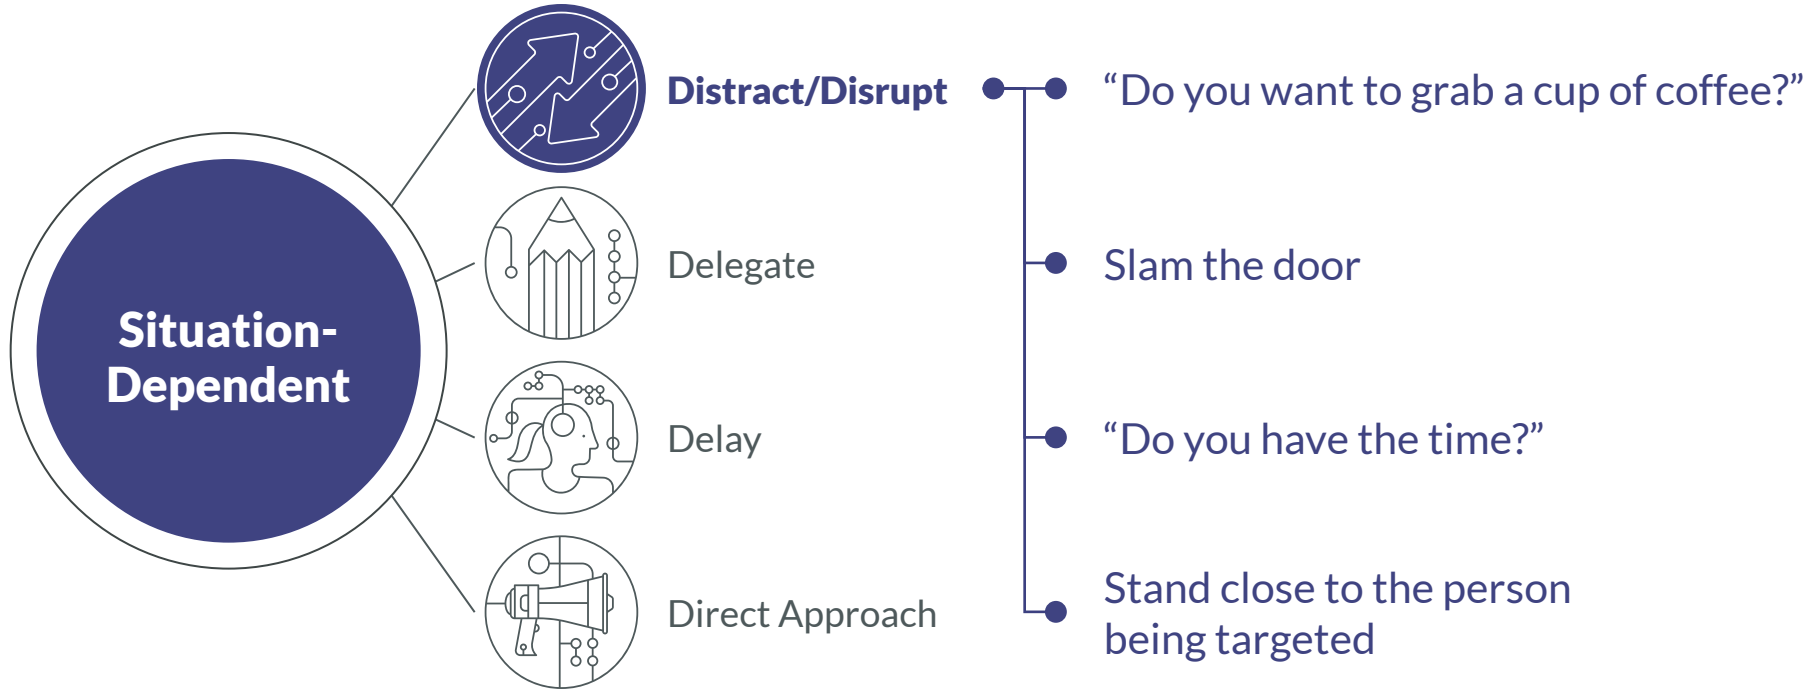 Situation-
Dependent
Distract/Disrupt
Delegate
Delay
Direct Approach
“Do you want to grab a cup of coffee?”
Slam the door
“Do you have the time?”
Stand close to the person
being targeted